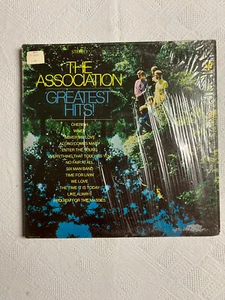 THE
ASSOCIATION
GREATEST
HITS!
CHERISH
WINDY
NEVER MY LOVE
ALONG COMES MARY
ENTER THE YOUNG
EVERYTHING THAT TOUCHES YOU
NO FAIR AT ALL
SIX MAN BAND
TIME FOR LIVIN'
WE LOVE
THE TIME IT IS TODAY
LIKE ALWAYS
REQUIEM FOR THE MASSES